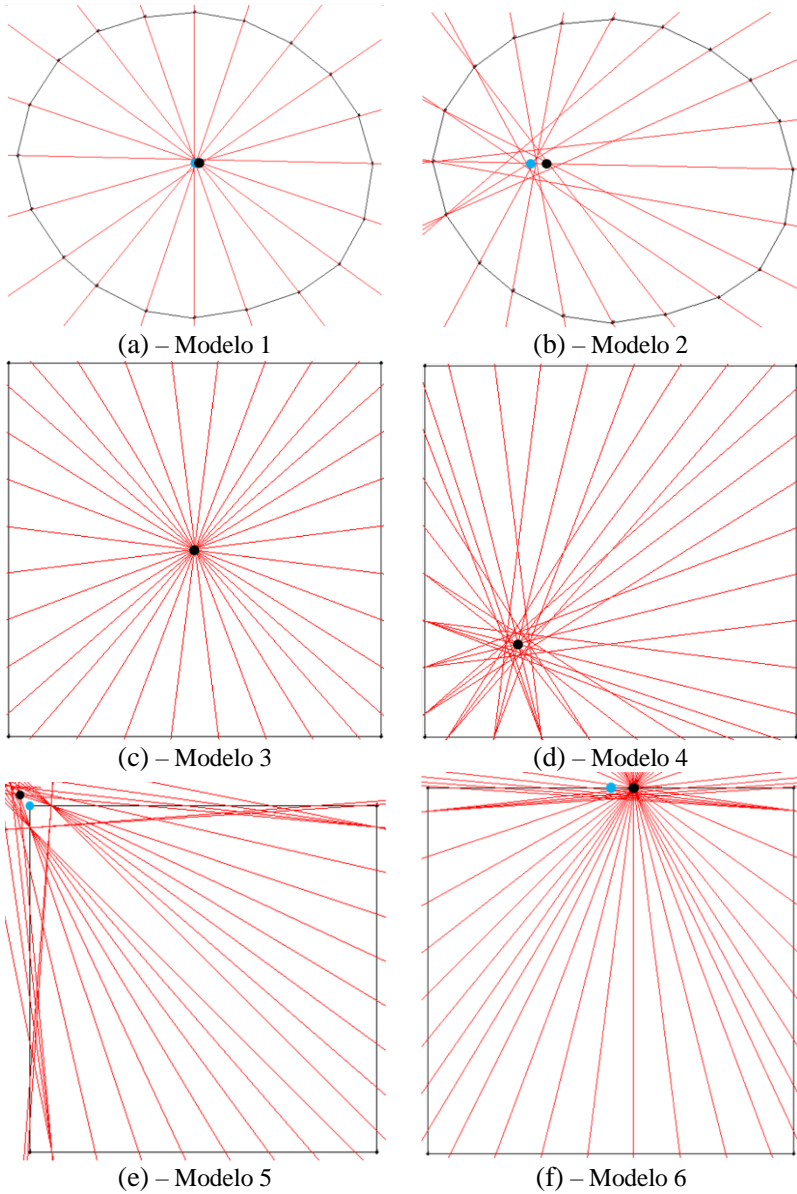 (a) – Modelo 1
(b) – Modelo 2
(c) – Modelo 3
(d) – Modelo 4
(e) – Modelo 5
(f) – Modelo 6